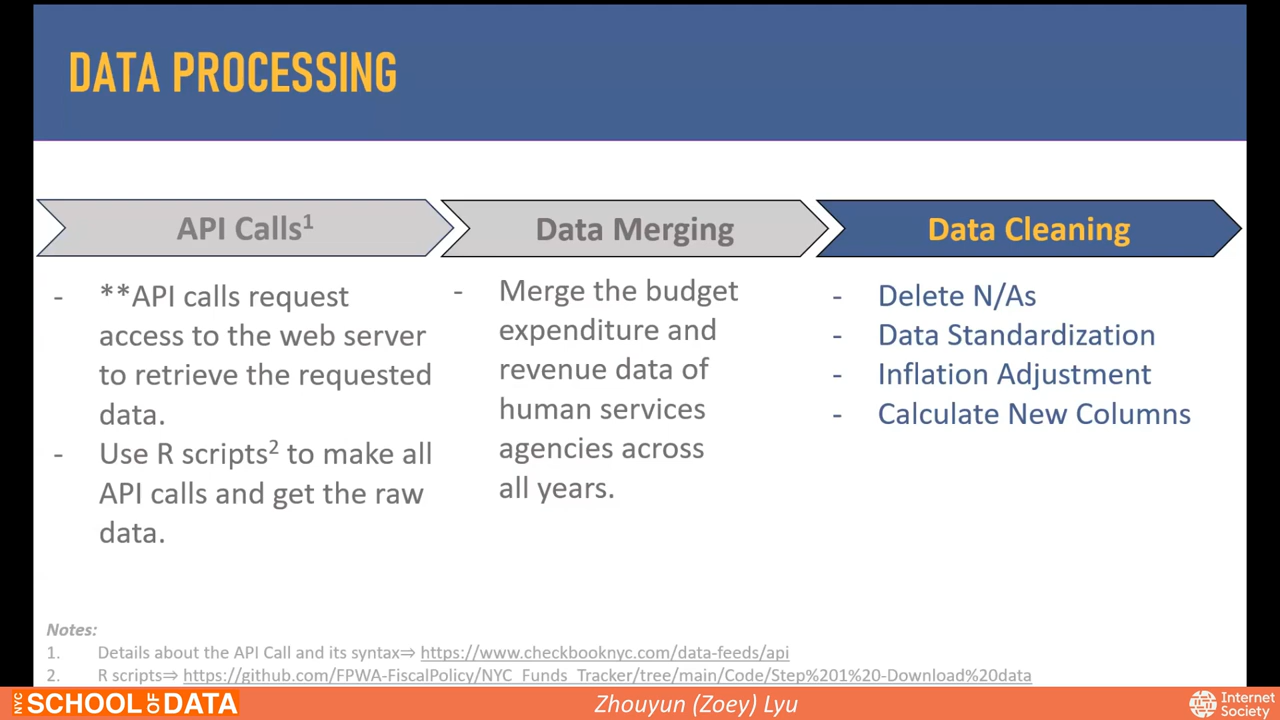 DATA PROCESSING
API Calls1
- **API calls request
access to the web server
to retrieve the requested
data.
- Use R scripts2 to make all
API calls and get the raw
data.
Data Merging
- Merge the budget
expenditure and
revenue data of
human services
agencies across
all years.
Data Cleaning
- Delete N/As
- Data Standardization
- Inflation Adjustment
- Calculate New Columns
Notes:
1. Details about the API Call and its syntax⇒ https://www.checkbooknyc.com/data-feeds/api
2. R scripts⇒ https://github.com/FPWA-FiscalPolicy/NYC_Funds_Tracker/tree/main/Code/Step%201%20-Download%20data
NYC SCHOOL OF DATA
Zhouyun (Zoey) Lyu
Internet
Society